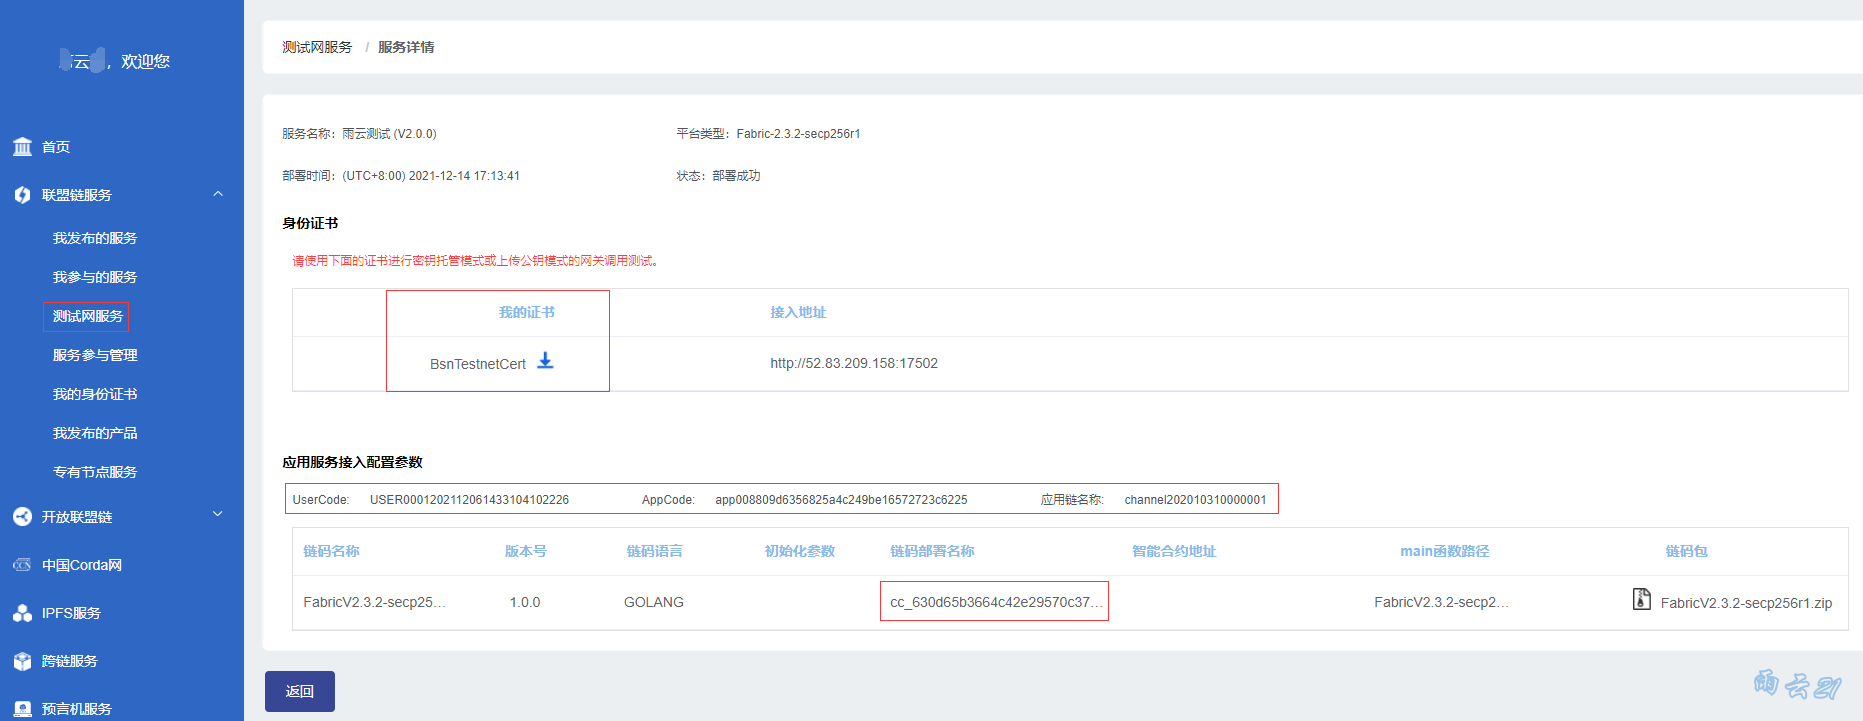 云，欢迎您
首页
联盟链服务
我发布的服务
我参与的服务
测试网服务
服务参与管理
我的身份证书
我发布的产品
专有节点服务
开放联盟链
中国Corda网
IPFS服务
跨链服务
预言机服务
测试网服务 / 服务详情
服务名称：雨云测试 (V2.0.0) 平台类型：Fabric-2.3.2-secp256r1
部署时间：(UTC+8:00) 2021-12-14 17:13:41 状态：部署成功
身份证书
请使用下面的证书进行密钥托管模式或上传公钥模式的网关调用测试。
我的证书 接入地址
BsnTestnetCert http://52.83.209.158:17502
应用服务接入配置参数
UserCode: USER0001202112061433104102226 AppCode: app008809d6356825a4c249be16572723c6225 应用链名称: channel202010310000001
链码名称 版本号 链码语言 初始化参数 链码部署名称 智能合约地址 main函数路径 链码包
FabricV2.3.2-secp25... 1.0.0 GOLANG cc_630d65b3664c42e29570c37... FabricV2.3.2-secp2... FabricV2.3.2-secp256r1.zip
返回
雨云21